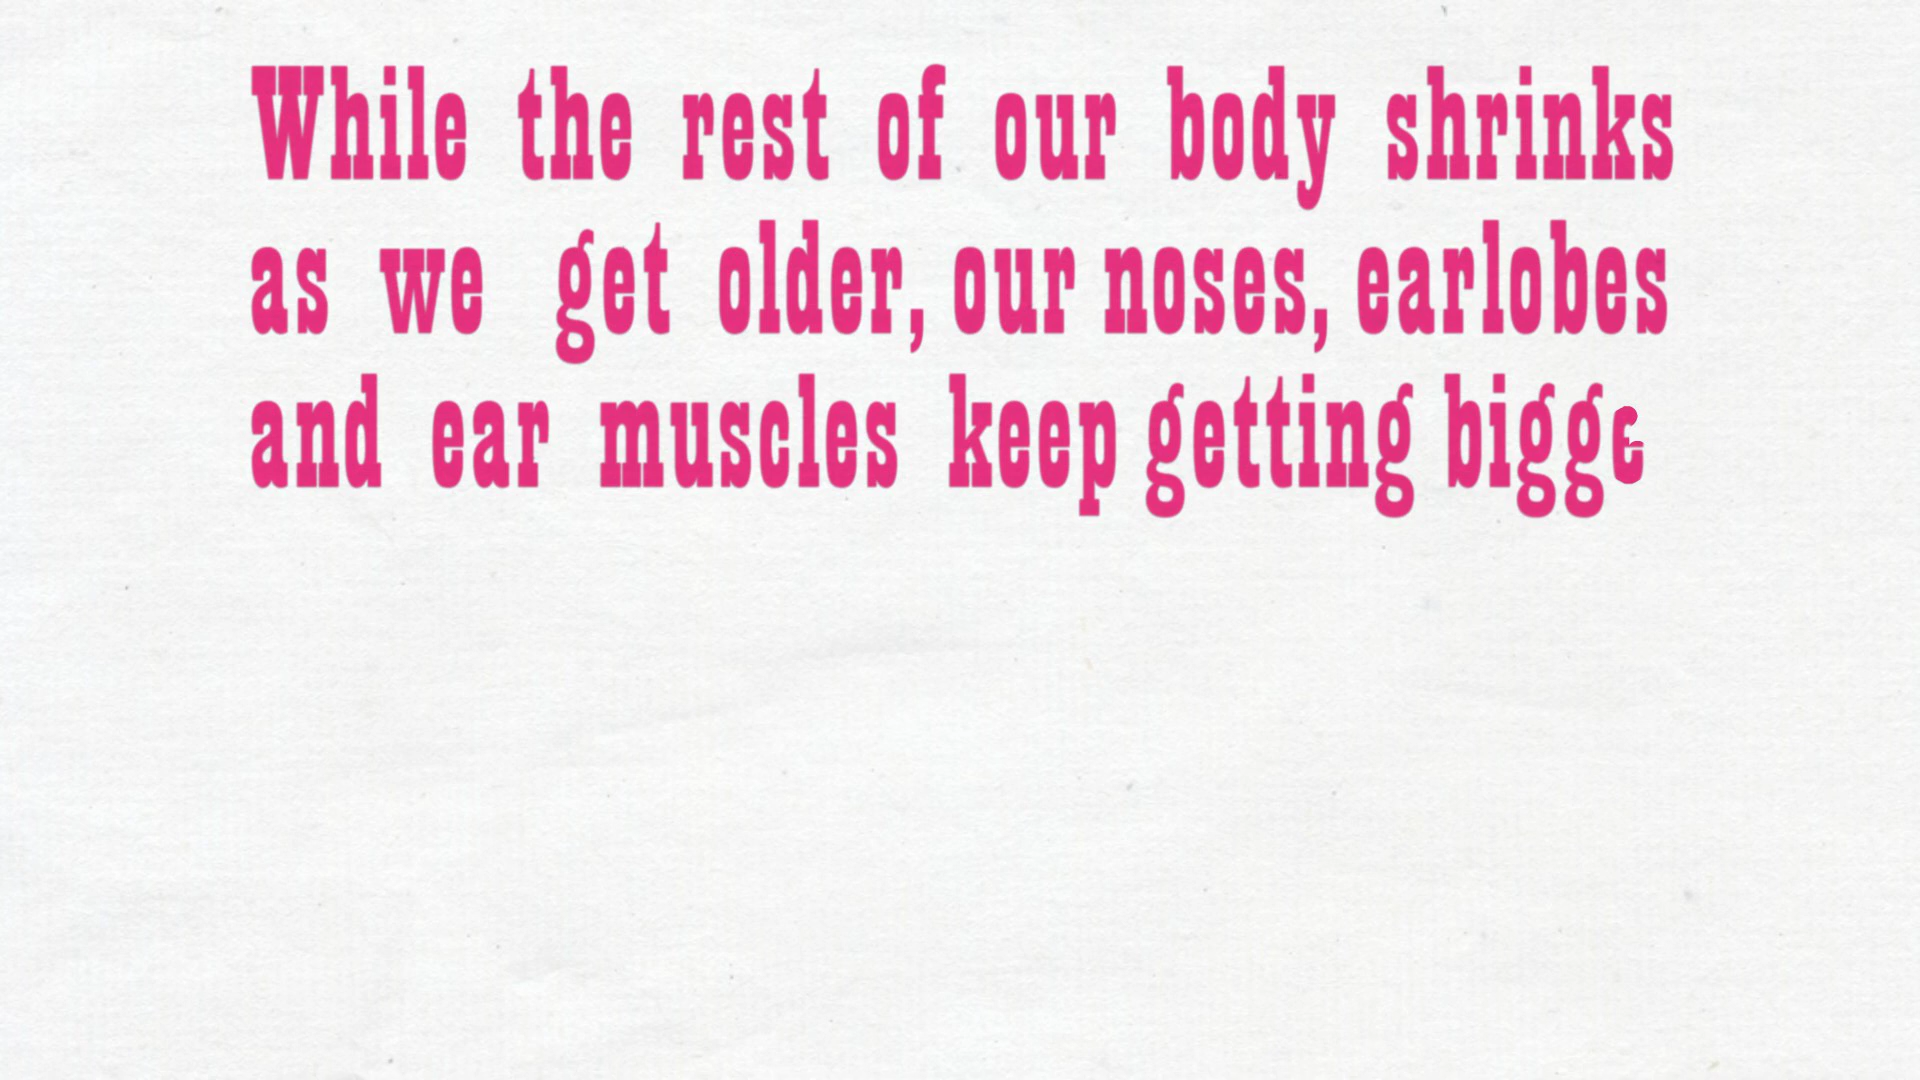 While the rest of our body shrinks
as we get older, our noses, earlobes
and ear muscles keep getting bigge